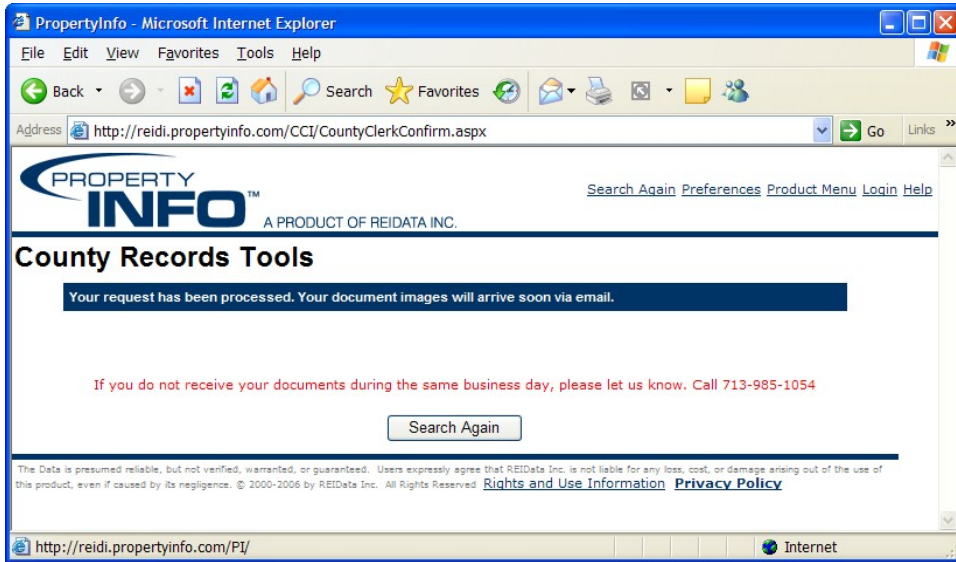 PropertyInfo - Microsoft Internet Explorer
File Edit View Favorites Tools Help
Back Search Favorites
Address http://reidi.propertyinfo.com/CCI/CountyClerkConfirm.aspx Go Links »
PROPERTY
INFO™ A PRODUCT OF REIDATA INC.
Search Again Preferences Product Menu Login Help
County Records Tools
Your request has been processed. Your document images will arrive soon via email.
If you do not receive your documents during the same business day, please let us know. Call 713-985-1054
Search Again
The Data is presumed reliable, but not verified, warranted, or guaranteed. Users expressly agree that REIData Inc. is not liable for any loss, cost, or damage arising out of the use of
this product, even if caused by its negligence. © 2000-2006 by REIData Inc. All Rights Reserved Rights and Use Information Privacy Policy
http://reidi.propertyinfo.com/PI/ Internet